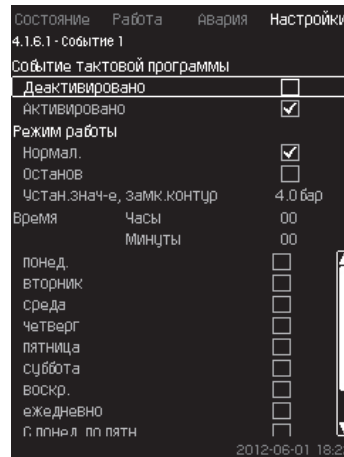 Состояние Работа Авария Настройки
4.1.6.1 - Событие 1
Событие тактовой программы
Деактивировано
Активировано
Режим работы
Нормал.
Останов
Устан.знач-е, замк.контур 4.0 бар
Время Часы 00
Минуты 00
понед.
вторник
среда
четверг
пятница
суббота
воскр.
ежедневно
С понед. по пятн
2012-06-01 18:2